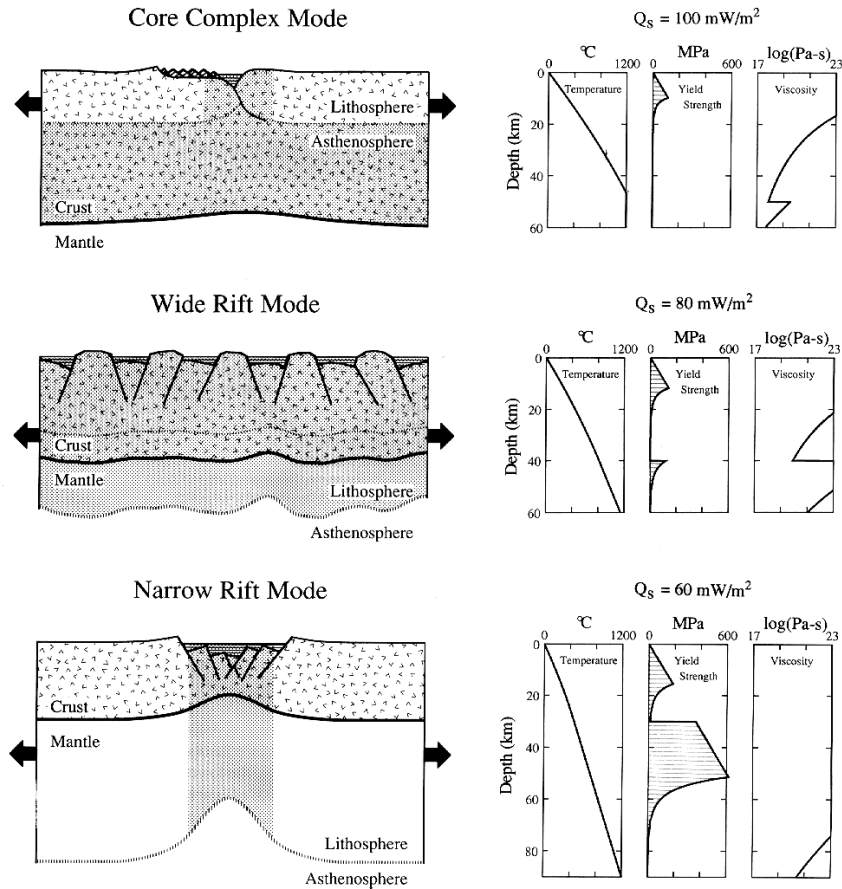 Core Complex Mode
Qs = 100 mW/m²
°C MPa log(Pa-s)
0 1200 0 600 17 23
Temperature Yield Strength Viscosity
Depth (km)
0
20
40
60
Lithosphere
Asthenosphere
Crust
Mantle
Wide Rift Mode
Qs = 80 mW/m²
°C MPa log(Pa-s)
0 1200 0 600 17 23
Temperature Yield Strength Viscosity
Depth (km)
0
20
40
60
Crust
Mantle
Lithosphere
Asthenosphere
Narrow Rift Mode
Qs = 60 mW/m²
°C MPa log(Pa-s)
0 1200 0 600 17 23
Temperature Yield Strength Viscosity
Depth (km)
0
20
40
60
80
Crust
Mantle
Lithosphere
Asthenosphere